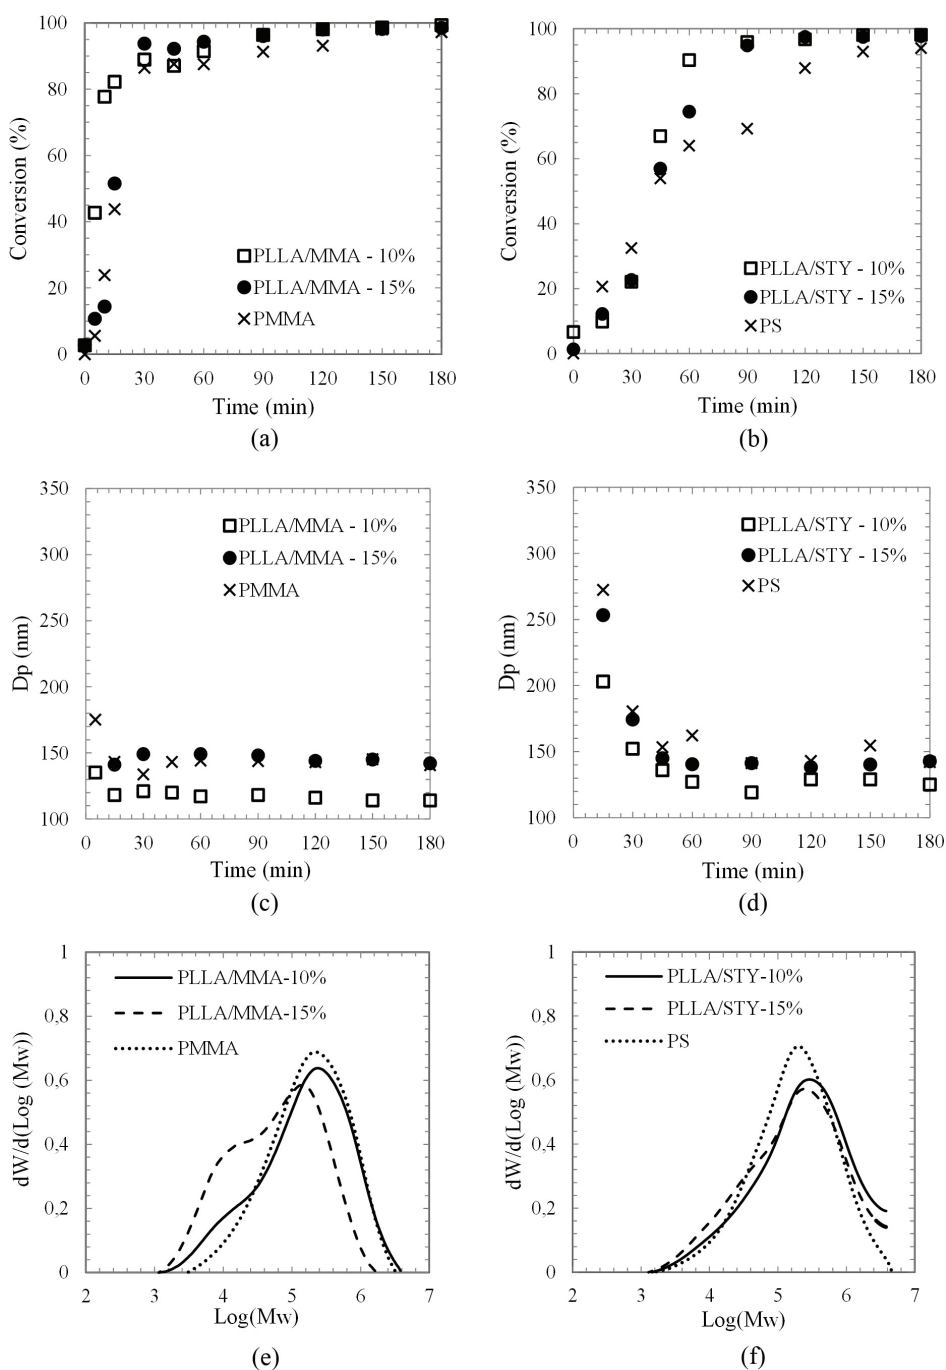 100
80
60
40
20
0
Conversion (%)
PLLA/MMA - 10%
PLLA/MMA - 15%
PMMA
0 30 60 90 120 150 180
Time (min)
(a)
100
80
60
40
20
0
Conversion (%)
PLLA/STY - 10%
PLLA/STY - 15%
PS
0 30 60 90 120 150 180
Time (min)
(b)
350
300
250
200
150
100
Dp (nm)
PLLA/MMA - 10%
PLLA/MMA - 15%
PMMA
0 30 60 90 120 150 180
Time (min)
(c)
350
300
250
200
150
100
Dp (nm)
PLLA/STY - 10%
PLLA/STY - 15%
PS
0 30 60 90 120 150 180
Time (min)
(d)
1
0,8
0,6
0,4
0,2
0
dW/d(Log (Mw))
PLLA/MMA-10%
PLLA/MMA-15%
PMMA
2 3 4 5 6 7
Log(Mw)
(e)
1
0,8
0,6
0,4
0,2
0
dW/d(Log (Mw))
PLLA/STY-10%
PLLA/STY-15%
PS
2 3 4 5 6 7
Log(Mw)
(f)